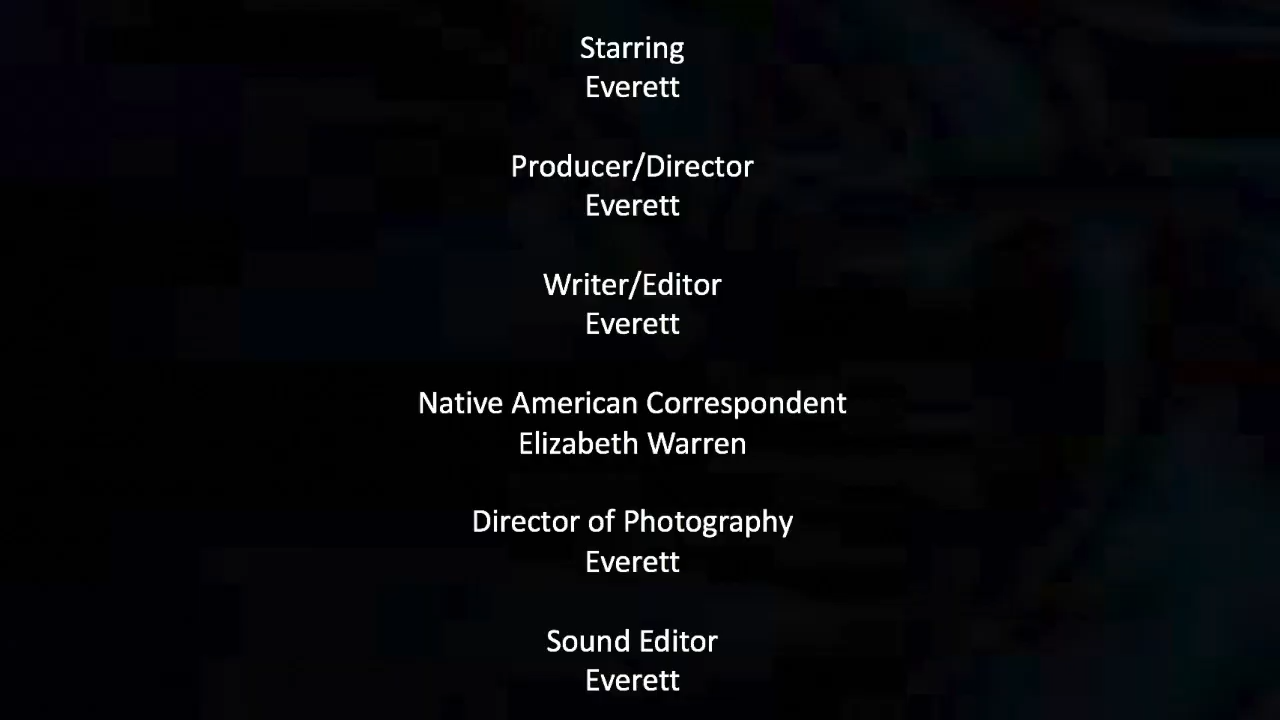 Starring
Everett
Producer/Director
Everett
Writer/Editor
Everett
Native American Correspondent
Elizabeth Warren
Director of Photography
Everett
Sound Editor
Everett